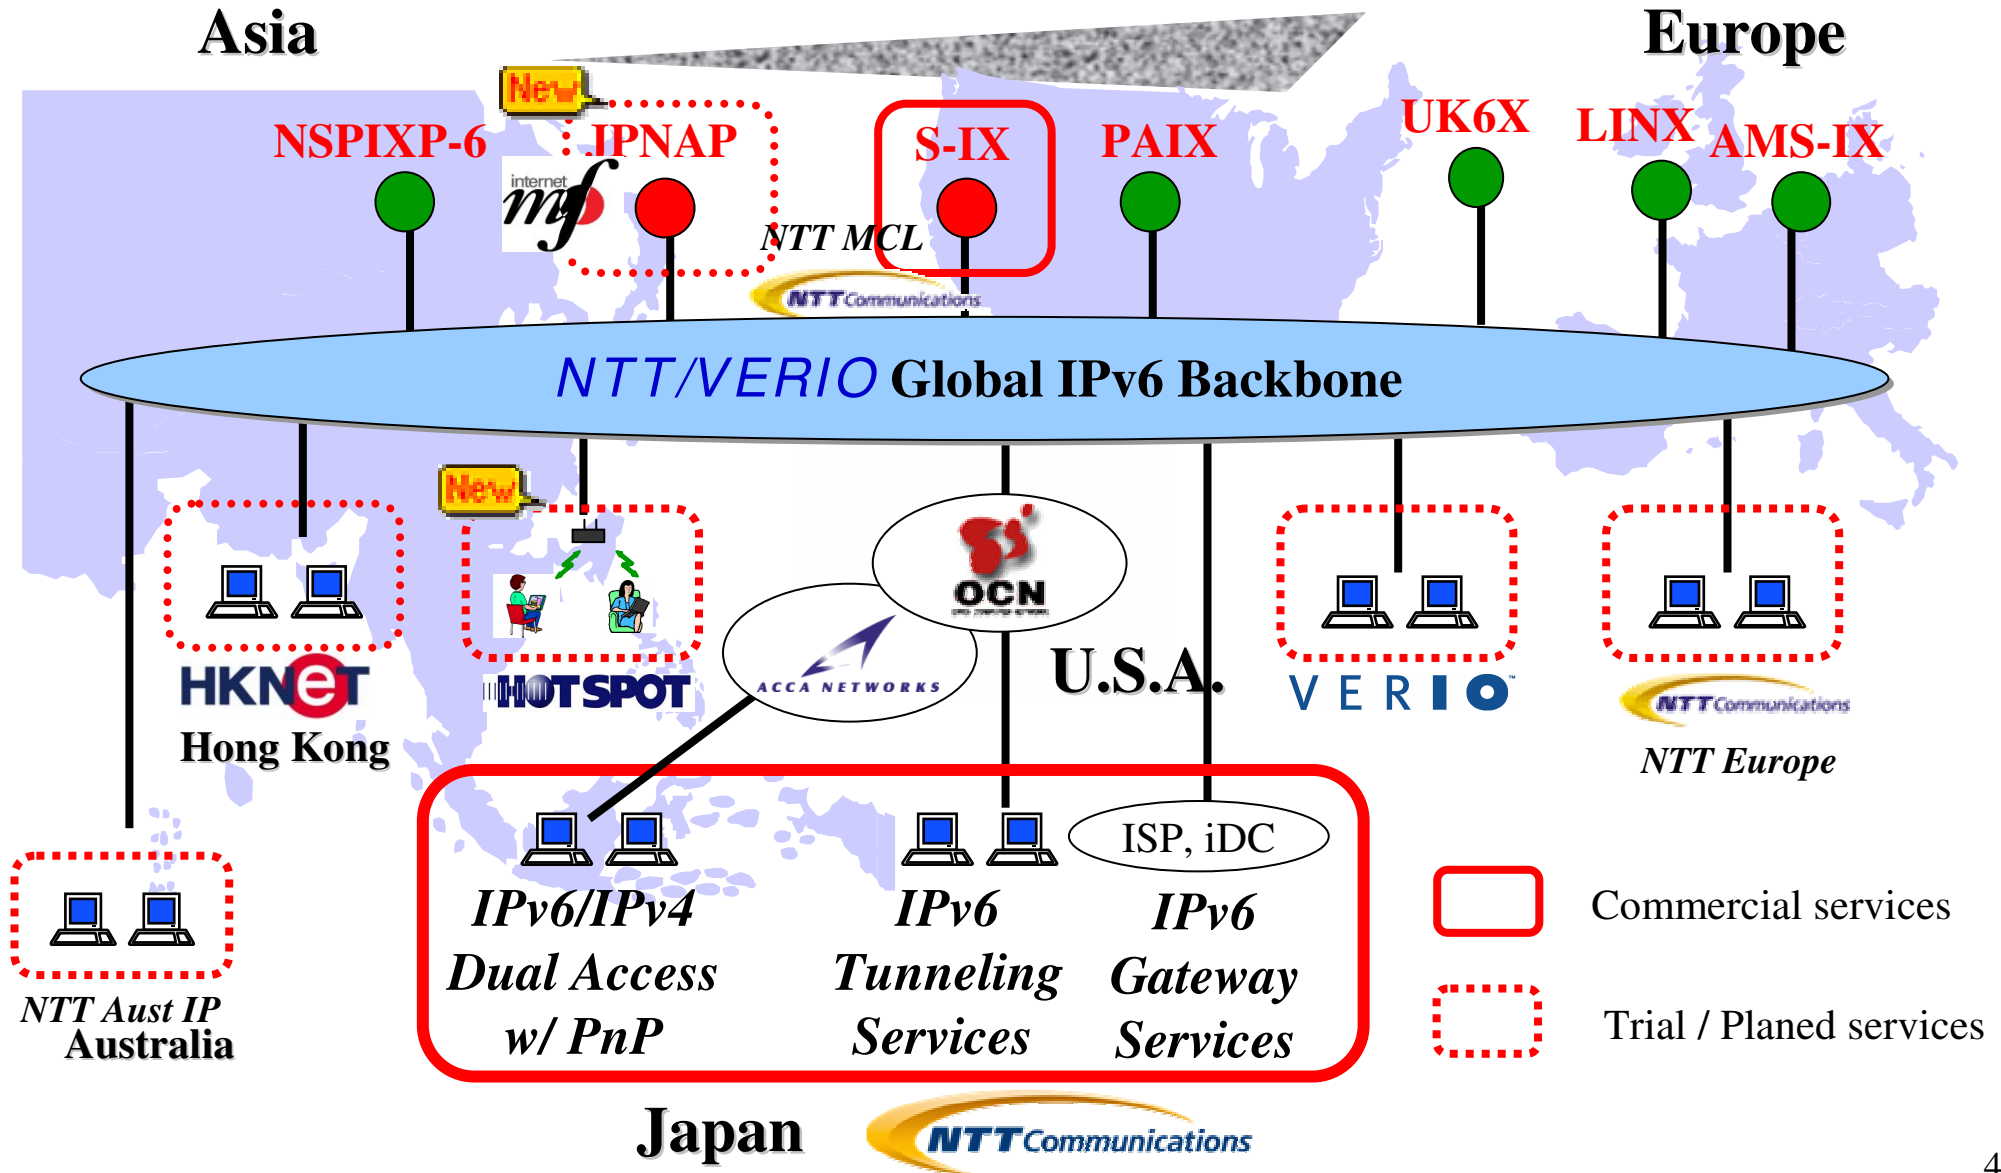 Asia
Europe
New
NSPIXP-6
JPNAP
S-IX
PAIX
UK6X
LINX
AMS-IX
internet
mf
NTT MCL
NTT Communications
NTT/VERIO Global IPv6 Backbone
New
OCN
ACCA NETWORKS
U.S.A.
HKNET
Hong Kong
HOTSPOT
VERIO™
NTT Communications
NTT Europe
ISP, iDC
IPv6/IPv4
Dual Access
w/ PnP
IPv6
Tunneling
Services
IPv6
Gateway
Services
NTT Aust IP
Australia
Commercial services
Trial / Planed services
Japan
NTT Communications
4